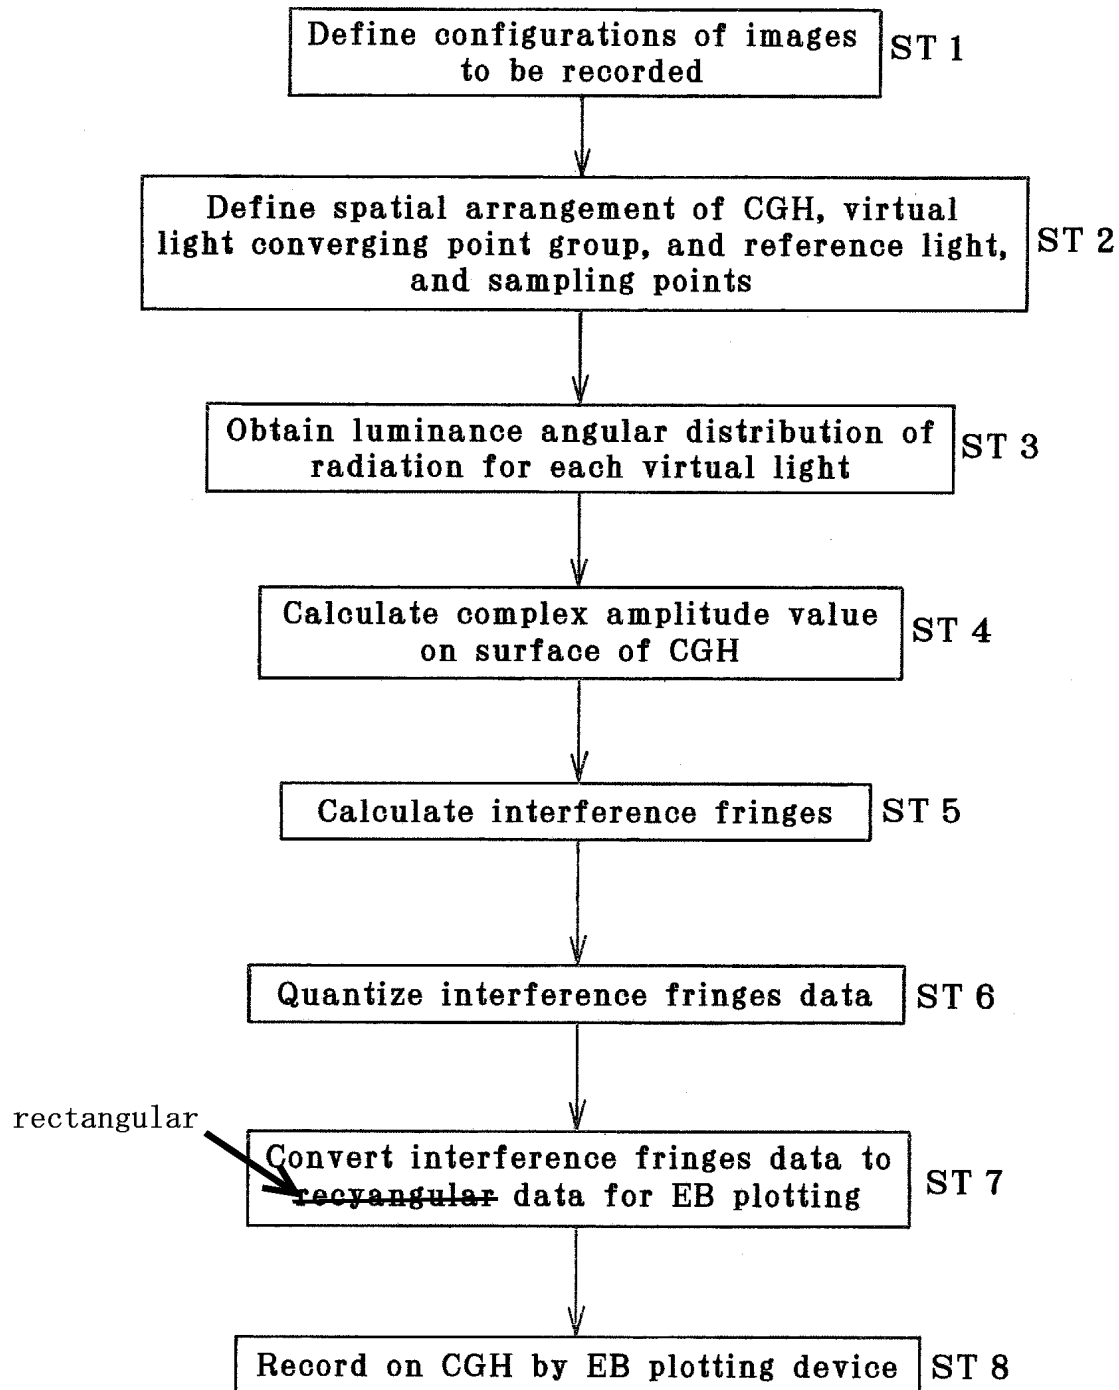 Define configurations of images
to be recorded
ST 1
Define spatial arrangement of CGH, virtual
light converging point group, and reference light,
and sampling points
ST 2
Obtain luminance angular distribution of
radiation for each virtual light
ST 3
Calculate complex amplitude value
on surface of CGH
ST 4
Calculate interference fringes
ST 5
Quantize interference fringes data
ST 6
rectangular
Convert interference fringes data to
recyangular data for EB plotting
ST 7
Record on CGH by EB plotting device
ST 8